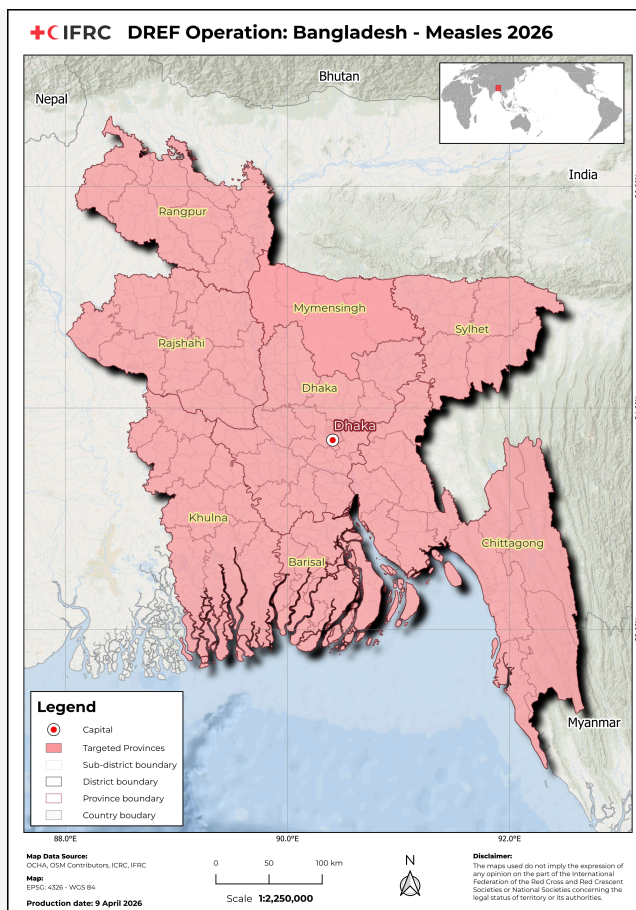 IFRC DREF Operation: Bangladesh - Measles 2026
Bhutan
Nepal
India
Rangpur
Mymensingh
Sylhet
Rajshahi
Dhaka
Dhaka
Khulna
Barisal
Chittagong
Myanmar
Legend
Capital
Targeted Provinces
Sub-district boundary
District boundary
Province boundary
Country boudary
88.0°E 90.0°E 92.0°E
Map Data Source:
OCHA, OSM Contributors, ICRC, IFRC
Map:
EPSG: 4326 - WGS 84
Production date: 9 April 2026
0 50 100 km
Scale 1:2,250,000
N
Disclaimer:
The maps used do not imply the expression of
any opinion on the part of the International
Federation of the Red Cross and Red Crescent
Societies or National Societies concerning the
legal status of territory or its authorities.